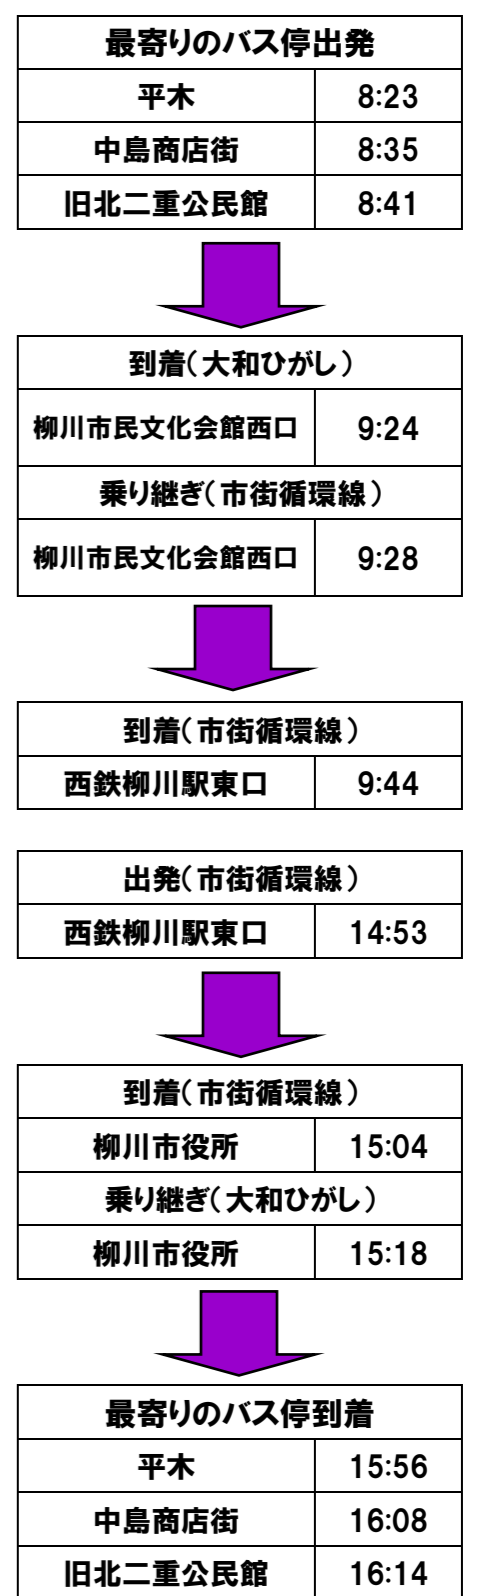 最寄りのバス停出発
平木 8:23
中島商店街 8:35
旧北二重公民館 8:41
到着(大和ひがし)
柳川市民文化会館西口 9:24
乗り継ぎ(市街循環線)
柳川市民文化会館西口 9:28
到着(市街循環線)
西鉄柳川駅東口 9:44
出発(市街循環線)
西鉄柳川駅東口 14:53
到着(市街循環線)
柳川市役所 15:04
乗り継ぎ(大和ひがし)
柳川市役所 15:18
最寄りのバス停到着
平木 15:56
中島商店街 16:08
旧北二重公民館 16:14